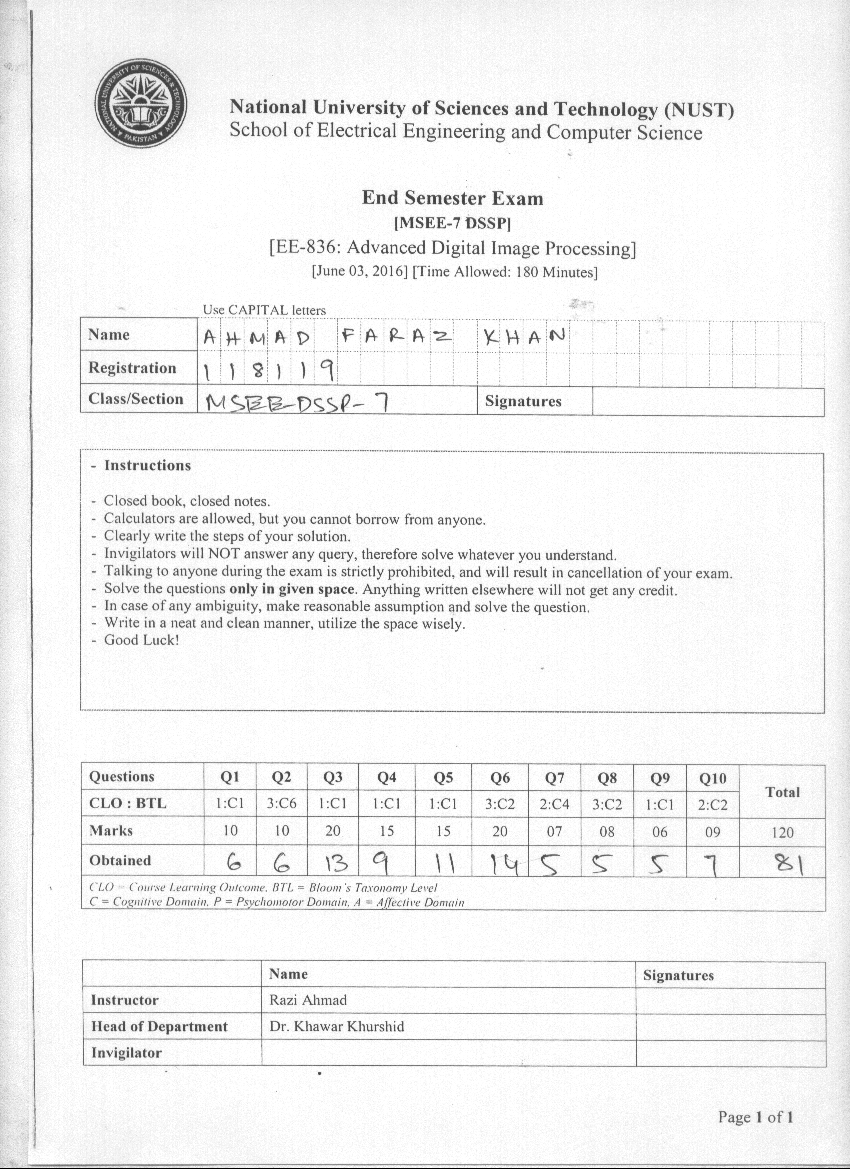 NATIONAL UNIVERSITY OF SCIENCES & TECHNOLOGY
PAKISTAN
National University of Sciences and Technology (NUST)
School of Electrical Engineering and Computer Science
End Semester Exam
[MSEE-7 DSSP]
[EE-836: Advanced Digital Image Processing]
[June 03, 2016] [Time Allowed: 180 Minutes]
Use CAPITAL letters
Name AHMAD FARAZ KHAN
Registration 118119
Class/Section MSEE-DSSP-7 Signatures
- Instructions
- Closed book, closed notes.
- Calculators are allowed, but you cannot borrow from anyone.
- Clearly write the steps of your solution.
- Invigilators will NOT answer any query, therefore solve whatever you understand.
- Talking to anyone during the exam is strictly prohibited, and will result in cancellation of your exam.
- Solve the questions only in given space. Anything written elsewhere will not get any credit.
- In case of any ambiguity, make reasonable assumption and solve the question.
- Write in a neat and clean manner, utilize the space wisely.
- Good Luck!
Questions Q1 Q2 Q3 Q4 Q5 Q6 Q7 Q8 Q9 Q10 Total
CLO : BTL 1:C1 3:C6 1:C1 1:C1 1:C1 3:C2 2:C4 3:C2 1:C1 2:C2
Marks 10 10 20 15 15 20 07 08 06 09 120
Obtained 6 6 13 9 11 14 5 5 5 7 81
CLO = Course Learning Outcome, BTL = Bloom's Taxonomy Level
C = Cognitive Domain, P = Psychomotor Domain, A = Affective Domain
Name Signatures
Instructor Razi Ahmad
Head of Department Dr. Khawar Khurshid
Invigilator
Page 1 of 1